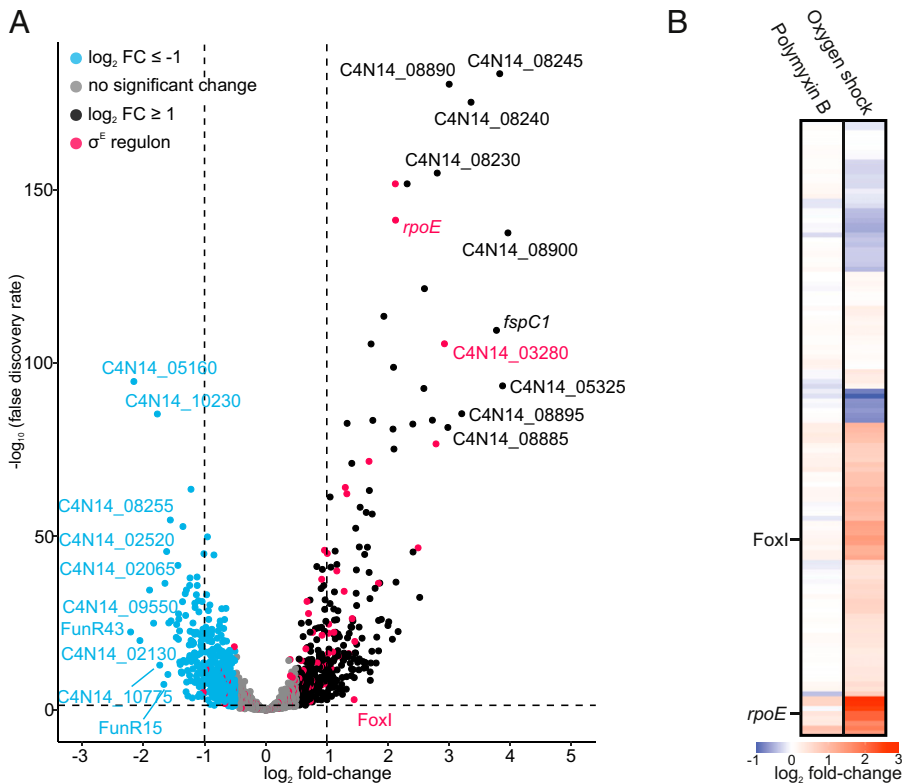 A
log2 FC ≤ -1
no significant change
log2 FC ≥ 1
σE regulon
C4N14_08890
C4N14_08245
C4N14_08240
C4N14_08230
rpoE
C4N14_08900
fspC1
C4N14_03280
C4N14_05325
C4N14_08895
C4N14_08885
C4N14_05160
C4N14_10230
C4N14_08255
C4N14_02520
C4N14_02065
C4N14_09550
FunR43
C4N14_02130
C4N14_10775
FunR15
FoxI
-log10 (false discovery rate)
150
100
50
0
-3 -2 -1 0 1 2 3 4 5
log2 fold-change
B
Polymyxin B
Oxygen shock
FoxI
rpoE
-1 0 1 2 3
log2 fold-change